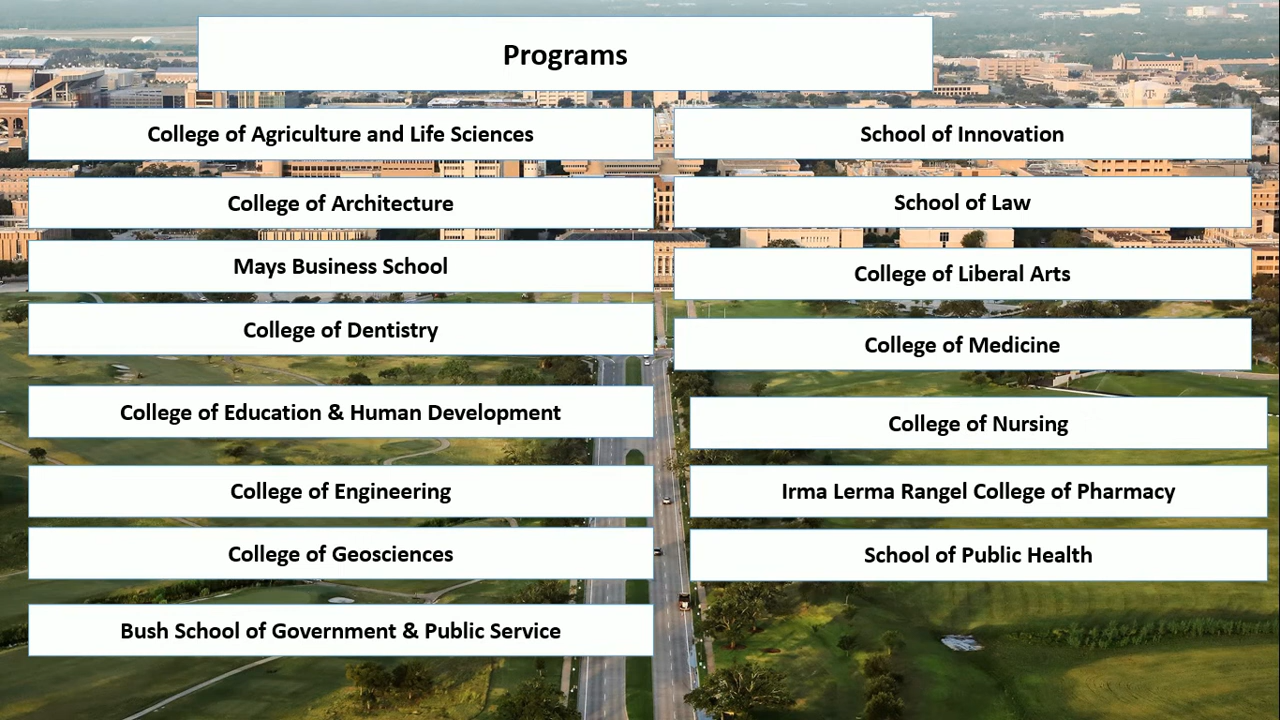 Programs
College of Agriculture and Life Sciences
College of Architecture
Mays Business School
College of Dentistry
College of Education & Human Development
College of Engineering
College of Geosciences
Bush School of Government & Public Service
School of Innovation
School of Law
College of Liberal Arts
College of Medicine
College of Nursing
Irma Lerma Rangel College of Pharmacy
School of Public Health